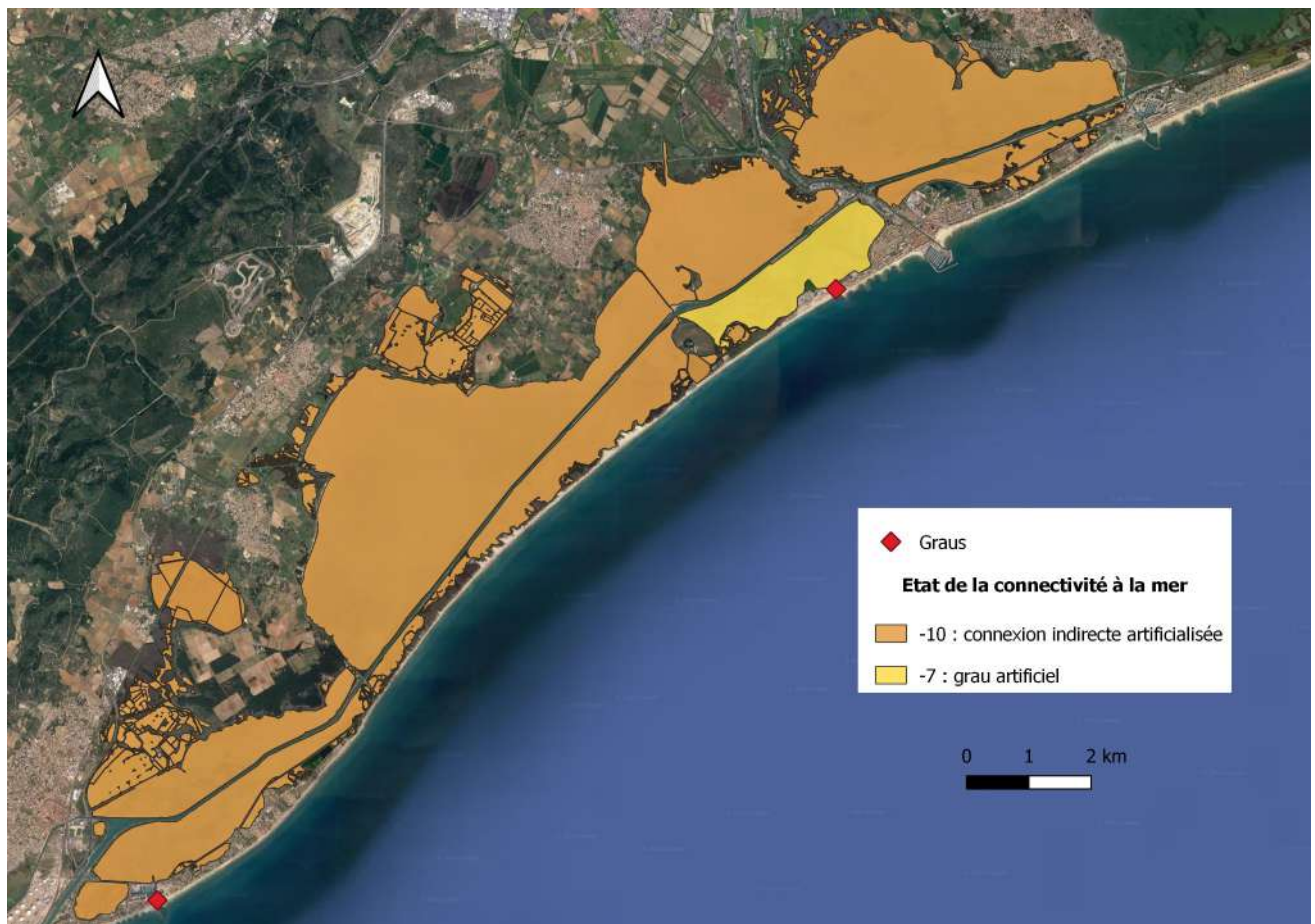 Graus
Etat de la connectivité à la mer
-10 : connexion indirecte artificialisée
-7 : grau artificiel
0 1 2 km